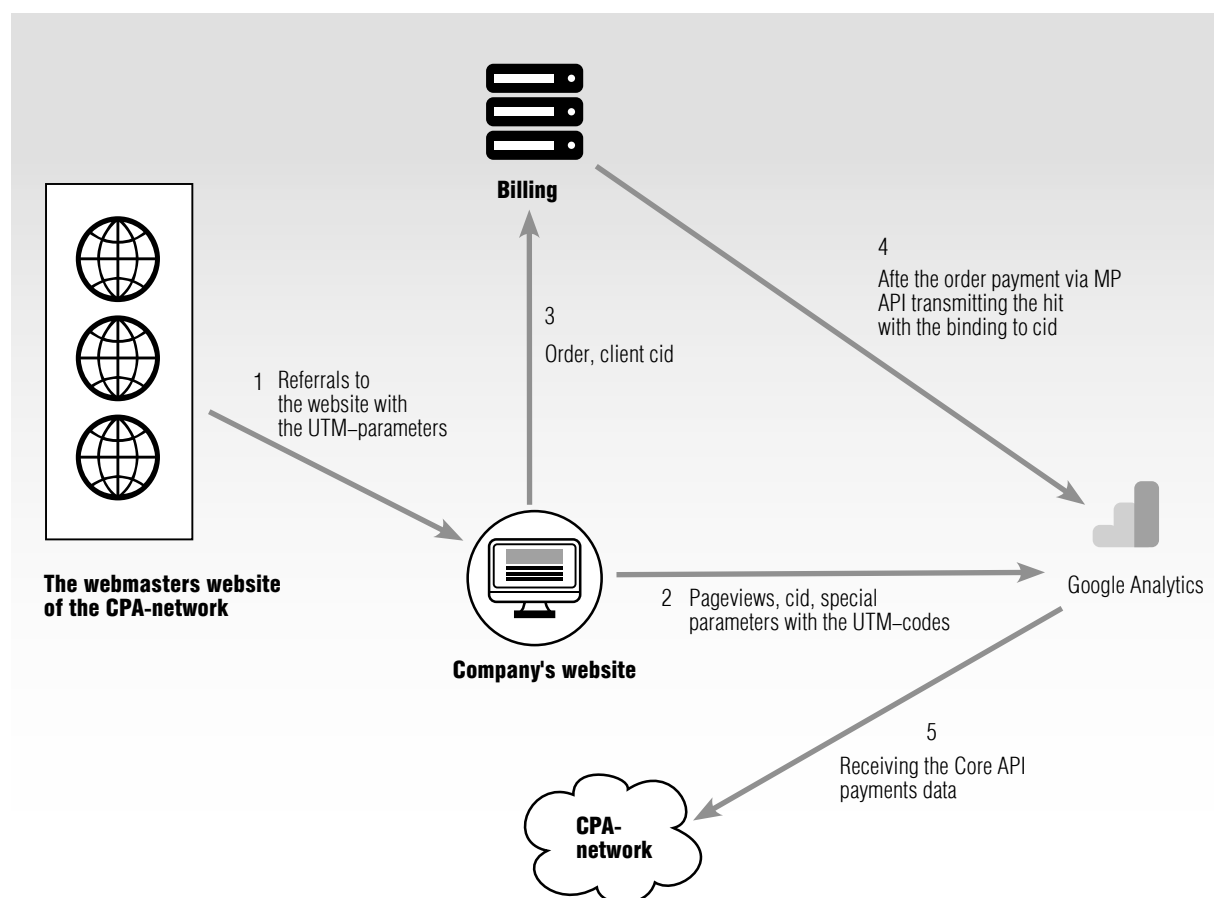 Billing
4
Afte the order payment via MP
API transmitting the hit
with the binding to cid
3
Order, client cid
1 Referrals to
the website with
the UTM–parameters
The webmasters website
of the CPA-network
Google Analytics
2 Pageviews, cid, special
parameters with the UTM–codes
Company's website
5
Receiving the Core API
payments data
CPA-
network